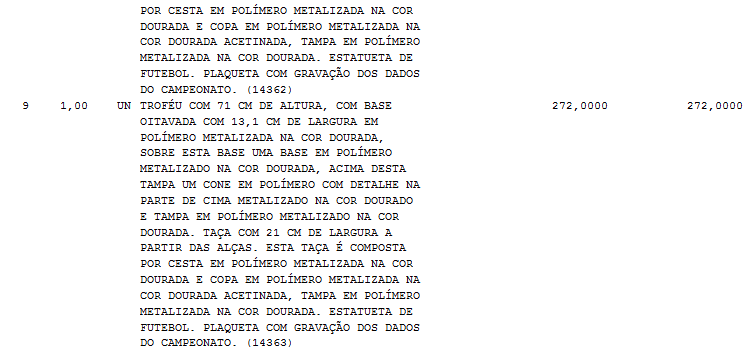 POR CESTA EM POLÍMERO METALIZADA NA COR
DOURADA E COPA EM POLÍMERO METALIZADA NA
COR DOURADA ACETINADA, TAMPA EM POLÍMERO
METALIZADA NA COR DOURADA. ESTATUETA DE
FUTEBOL. PLAQUETA COM GRAVAÇÃO DOS DADOS
DO CAMPEONATO. (14362)
9 1,00 UN TROFÉU COM 71 CM DE ALTURA, COM BASE 272,0000 272,0000
OITAVADA COM 13,1 CM DE LARGURA EM
POLÍMERO METALIZADA NA COR DOURADA,
SOBRE ESTA BASE UMA BASE EM POLÍMERO
METALIZADO NA COR DOURADA, ACIMA DESTA
TAMPA UM CONE EM POLÍMERO COM DETALHE NA
PARTE DE CIMA METALIZADO NA COR DOURADO
E TAMPA EM POLÍMERO METALIZADO NA COR
DOURADA. TAÇA COM 21 CM DE LARGURA A
PARTIR DAS ALÇAS. ESTA TAÇA É COMPOSTA
POR CESTA EM POLÍMERO METALIZADA NA COR
DOURADA E COPA EM POLÍMERO METALIZADA NA
COR DOURADA ACETINADA, TAMPA EM POLÍMERO
METALIZADA NA COR DOURADA. ESTATUETA DE
FUTEBOL. PLAQUETA COM GRAVAÇÃO DOS DADOS
DO CAMPEONATO. (14363)